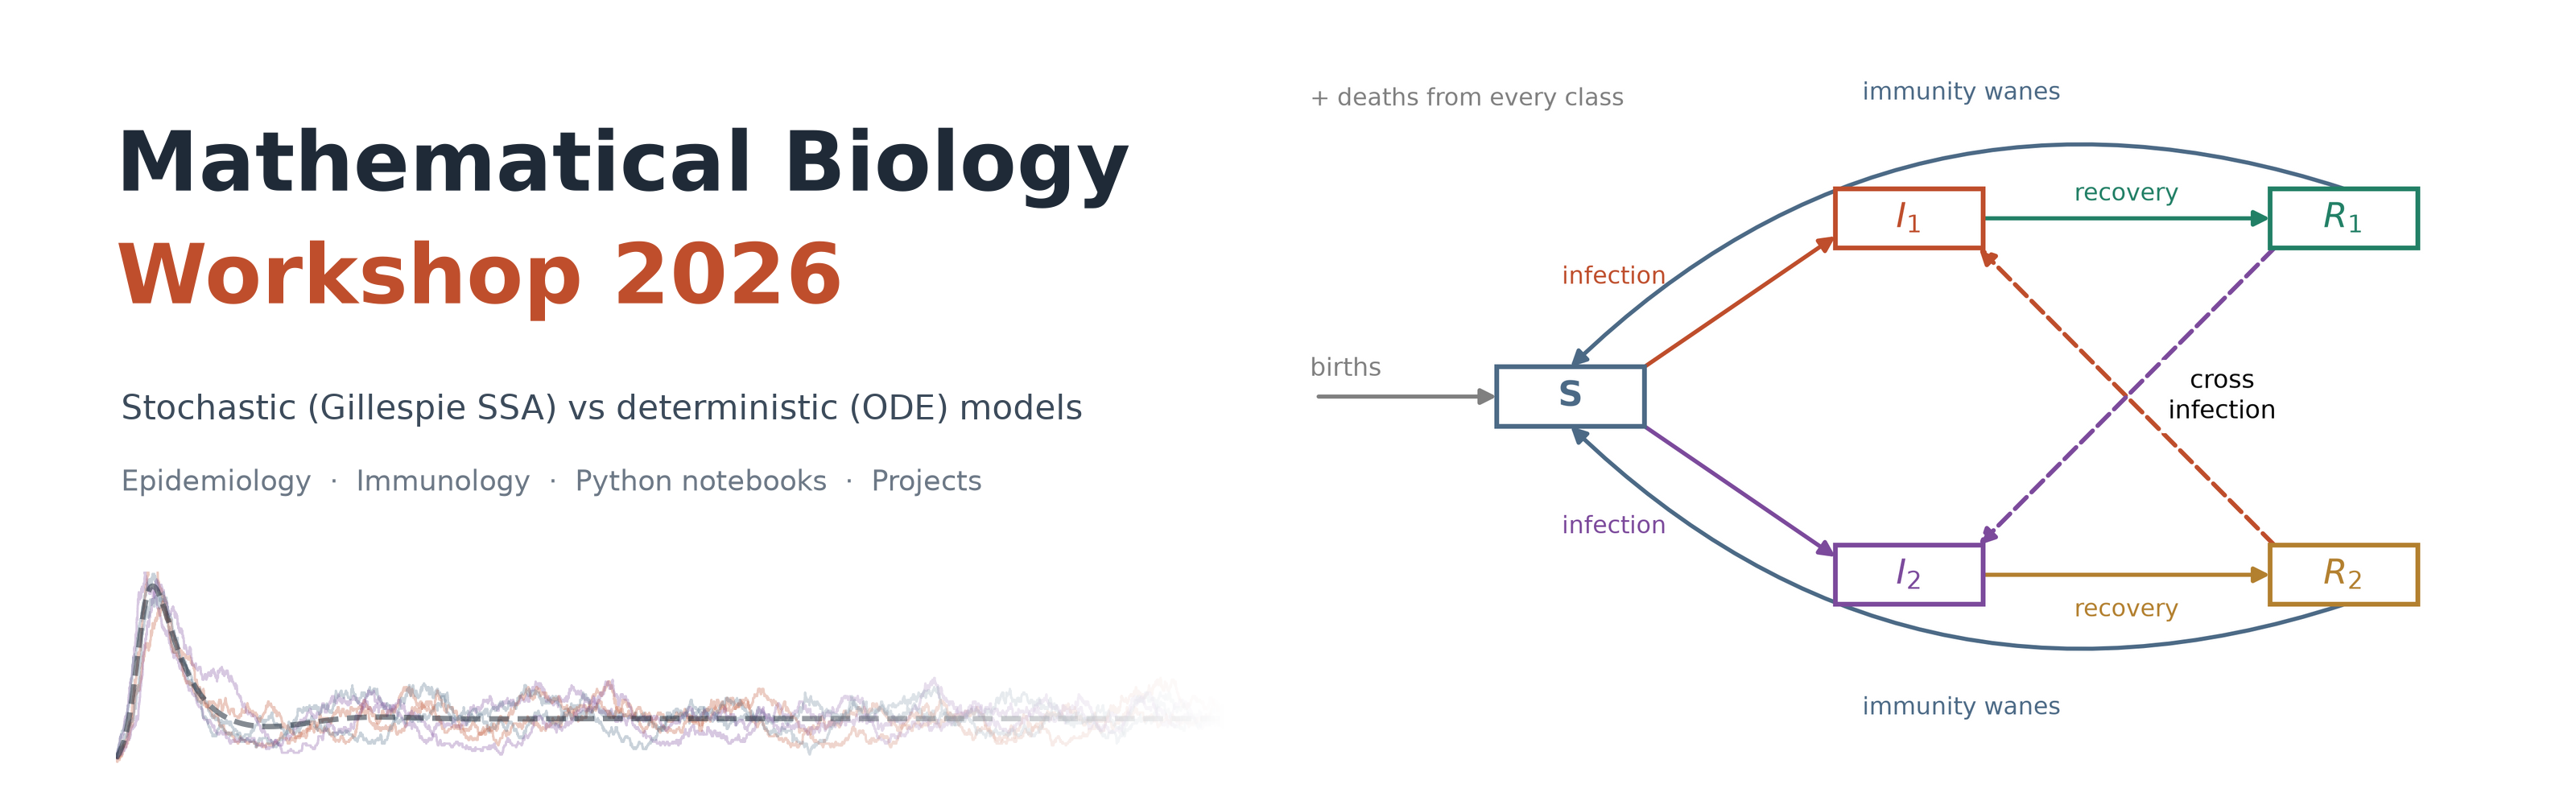 Mathematical Biology
Workshop 2026
Stochastic (Gillespie SSA) vs deterministic (ODE) models
Epidemiology · Immunology · Python notebooks · Projects
+ deaths from every class
immunity wanes
I₁
recovery
R₁
infection
births
S
cross
infection
infection
I₂
recovery
R₂
immunity wanes